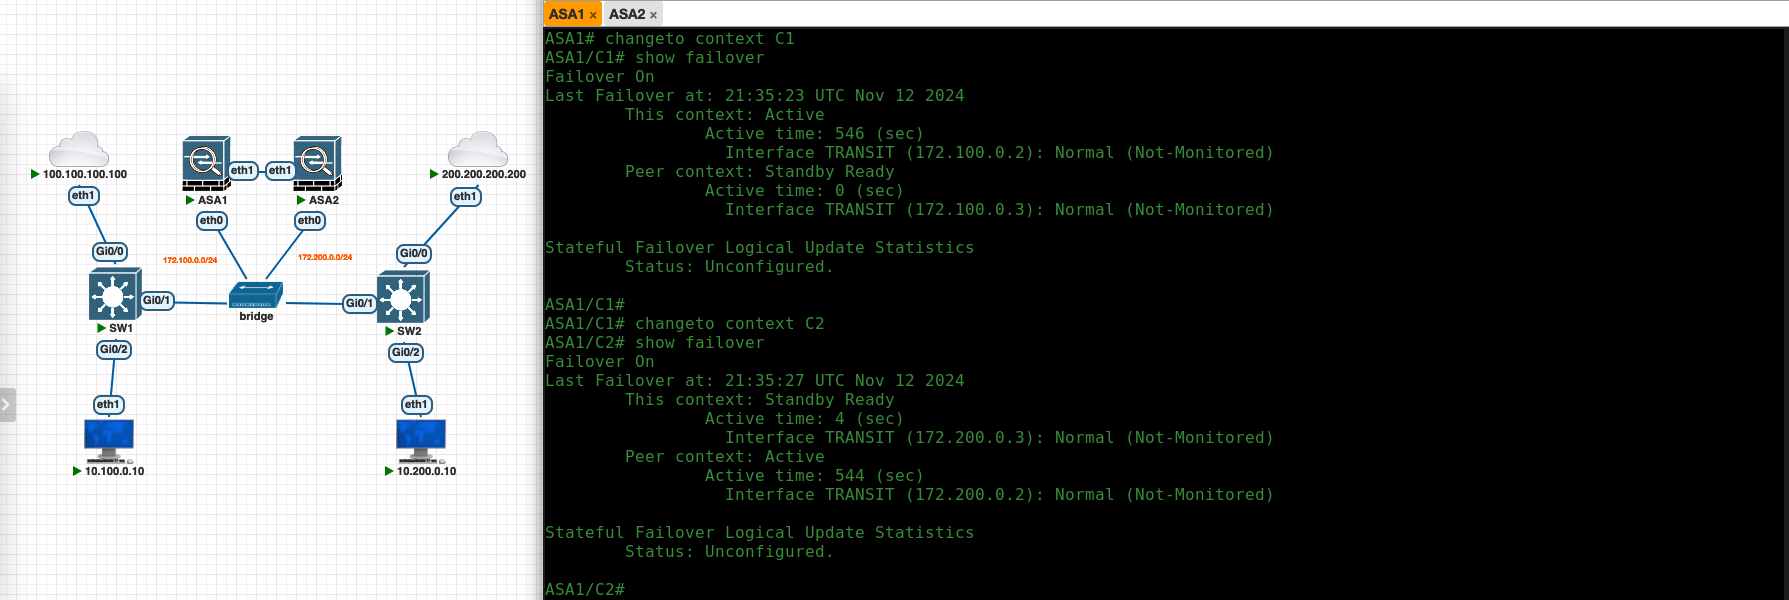 100.100.100.100
eth1
Gi0/0
ASA1
eth1
eth1
ASA2
eth0
eth0
200.200.200.200
eth1
Gi0/0
172.100.0.0/24
172.200.0.0/24
Gi0/1
Gi0/1
bridge
SW1
SW2
Gi0/2
Gi0/2
eth1
eth1
10.100.0.10
10.200.0.10
ASA1 × ASA2 ×
ASA1# changeto context C1
ASA1/C1# show failover
Failover On
Last Failover at: 21:35:23 UTC Nov 12 2024
This context: Active
Active time: 546 (sec)
Interface TRANSIT (172.100.0.2): Normal (Not-Monitored)
Peer context: Standby Ready
Active time: 0 (sec)
Interface TRANSIT (172.100.0.3): Normal (Not-Monitored)
Stateful Failover Logical Update Statistics
Status: Unconfigured.
ASA1/C1#
ASA1/C1# changeto context C2
ASA1/C2# show failover
Failover On
Last Failover at: 21:35:27 UTC Nov 12 2024
This context: Standby Ready
Active time: 4 (sec)
Interface TRANSIT (172.200.0.3): Normal (Not-Monitored)
Peer context: Active
Active time: 544 (sec)
Interface TRANSIT (172.200.0.2): Normal (Not-Monitored)
Stateful Failover Logical Update Statistics
Status: Unconfigured.
ASA1/C2#